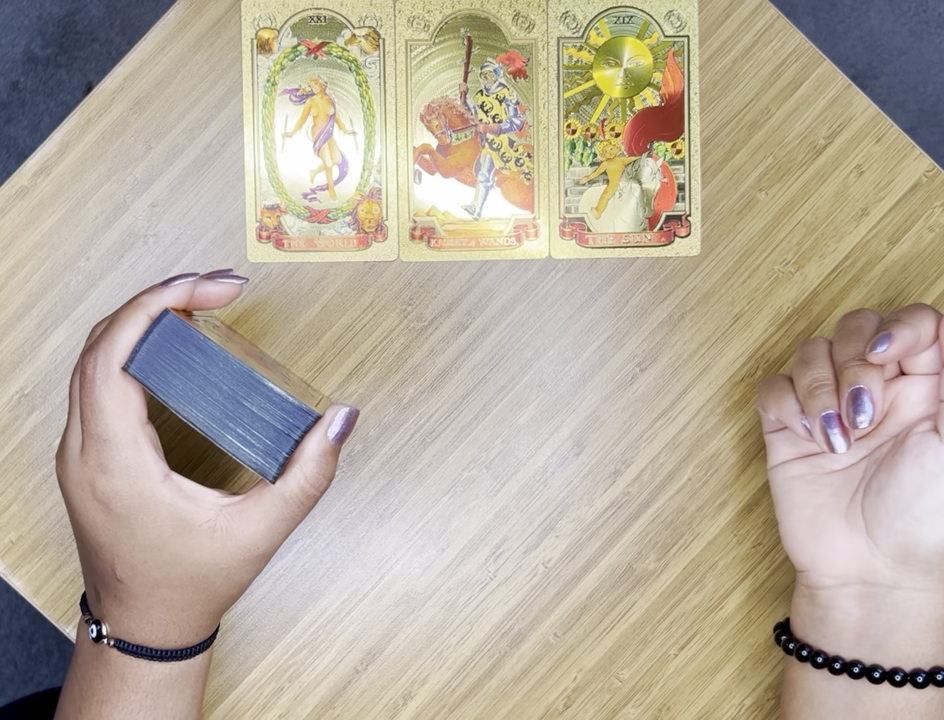 XXI
THE WORLD
KNIGHT of WANDS
XIX
THE SUN